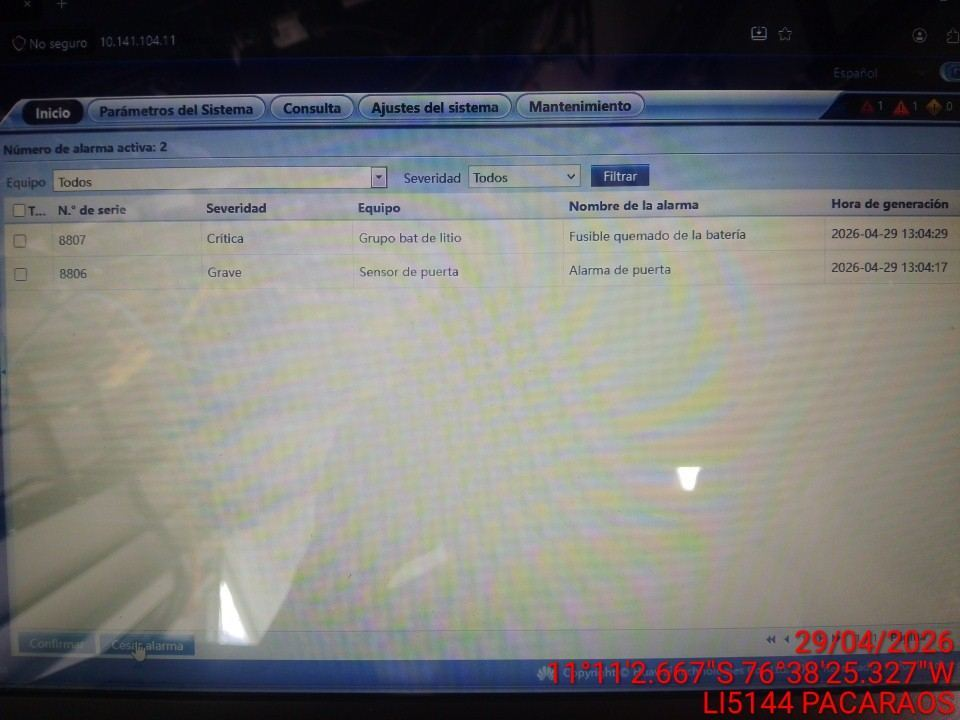 No seguro 10.141.104.11
Español
Inicio Parámetros del Sistema Consulta Ajustes del sistema Mantenimiento 1 1 0
Número de alarma activa: 2
Equipo Todos Severidad Todos Filtrar
T... N.° de serie Severidad Equipo Nombre de la alarma Hora de generación
8807 Crítica Grupo bat de litio Fusible quemado de la batería 2026-04-29 13:04:29
8806 Grave Sensor de puerta Alarma de puerta 2026-04-29 13:04:17
Confirmar Cesar alarma
29/04/2026
Copyright ©
11°11'2.667"S 76°38'25.327"W
LI5144 PACARAOS